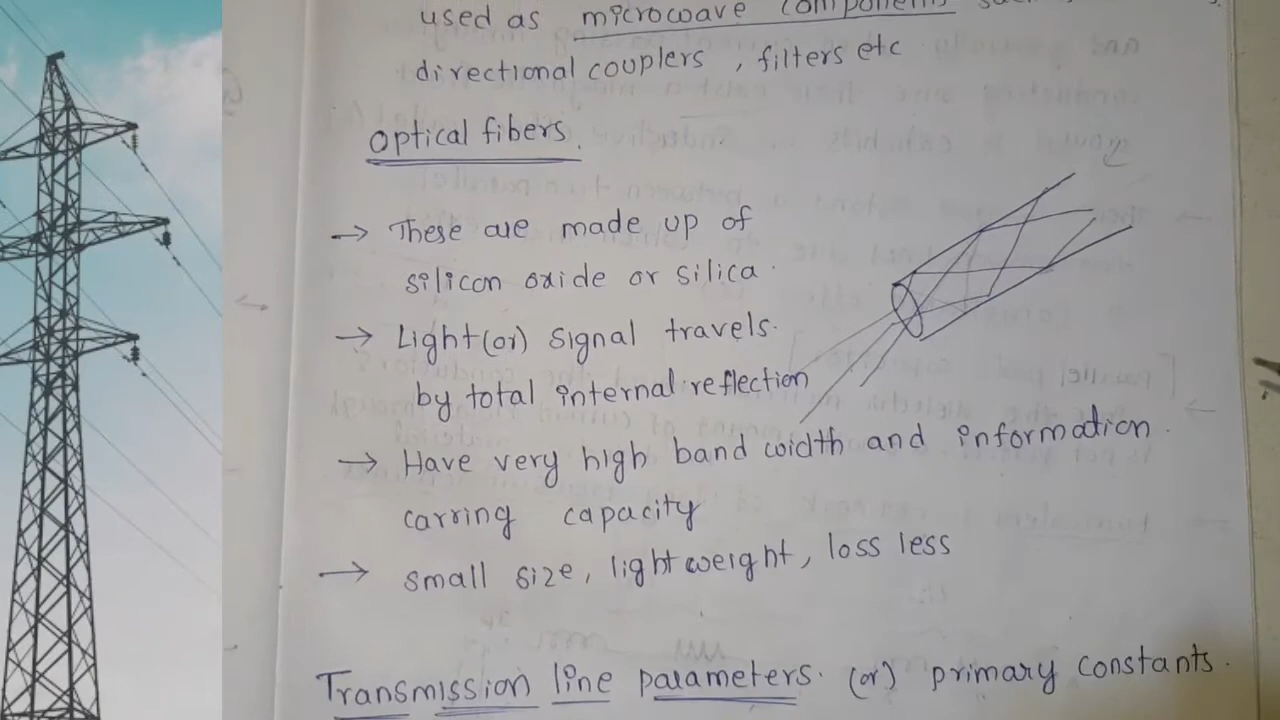 used as microwave components
directional couplers , filters etc
optical fibers.
→ These are made up of
silicon oxide or silica.
→ Light(or) signal travels.
by total internal reflection
→ Have very high band width and information.
carring capacity
→ small size, light weight, loss less
Transmission line parameters. (or) primary constants.